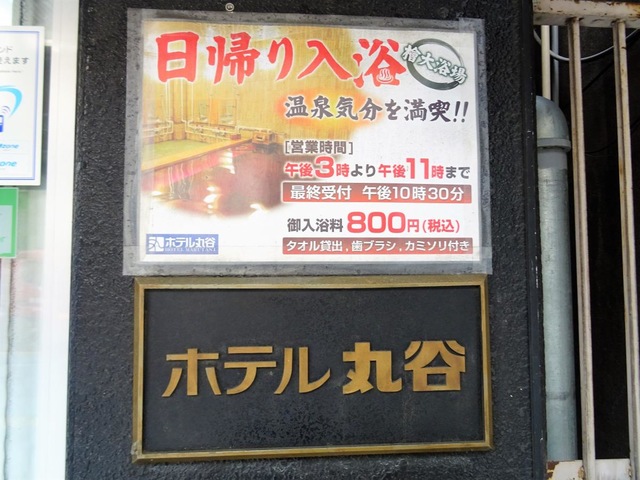 日帰り入浴
檜大浴場
温泉気分を満喫!!
[営業時間]
午後3時より午後11時まで
最終受付 午後10時30分
御入浴料 800円(税込)
タオル貸出,歯ブラシ,カミソリ付き
ホテル丸谷
ホテル 丸谷